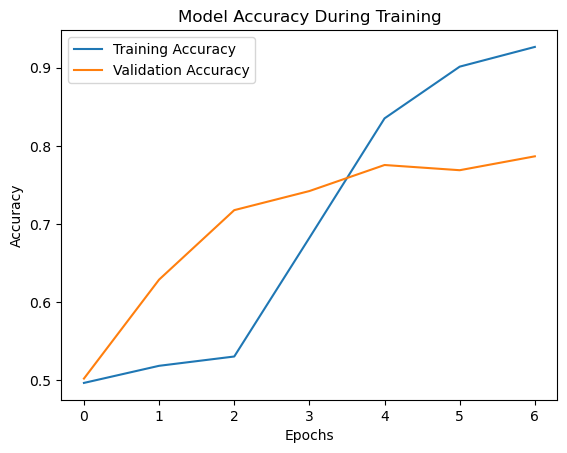 Model Accuracy During Training
Training Accuracy
Validation Accuracy
Accuracy
0.9
0.8
0.7
0.6
0.5
0 1 2 3 4 5 6
Epochs